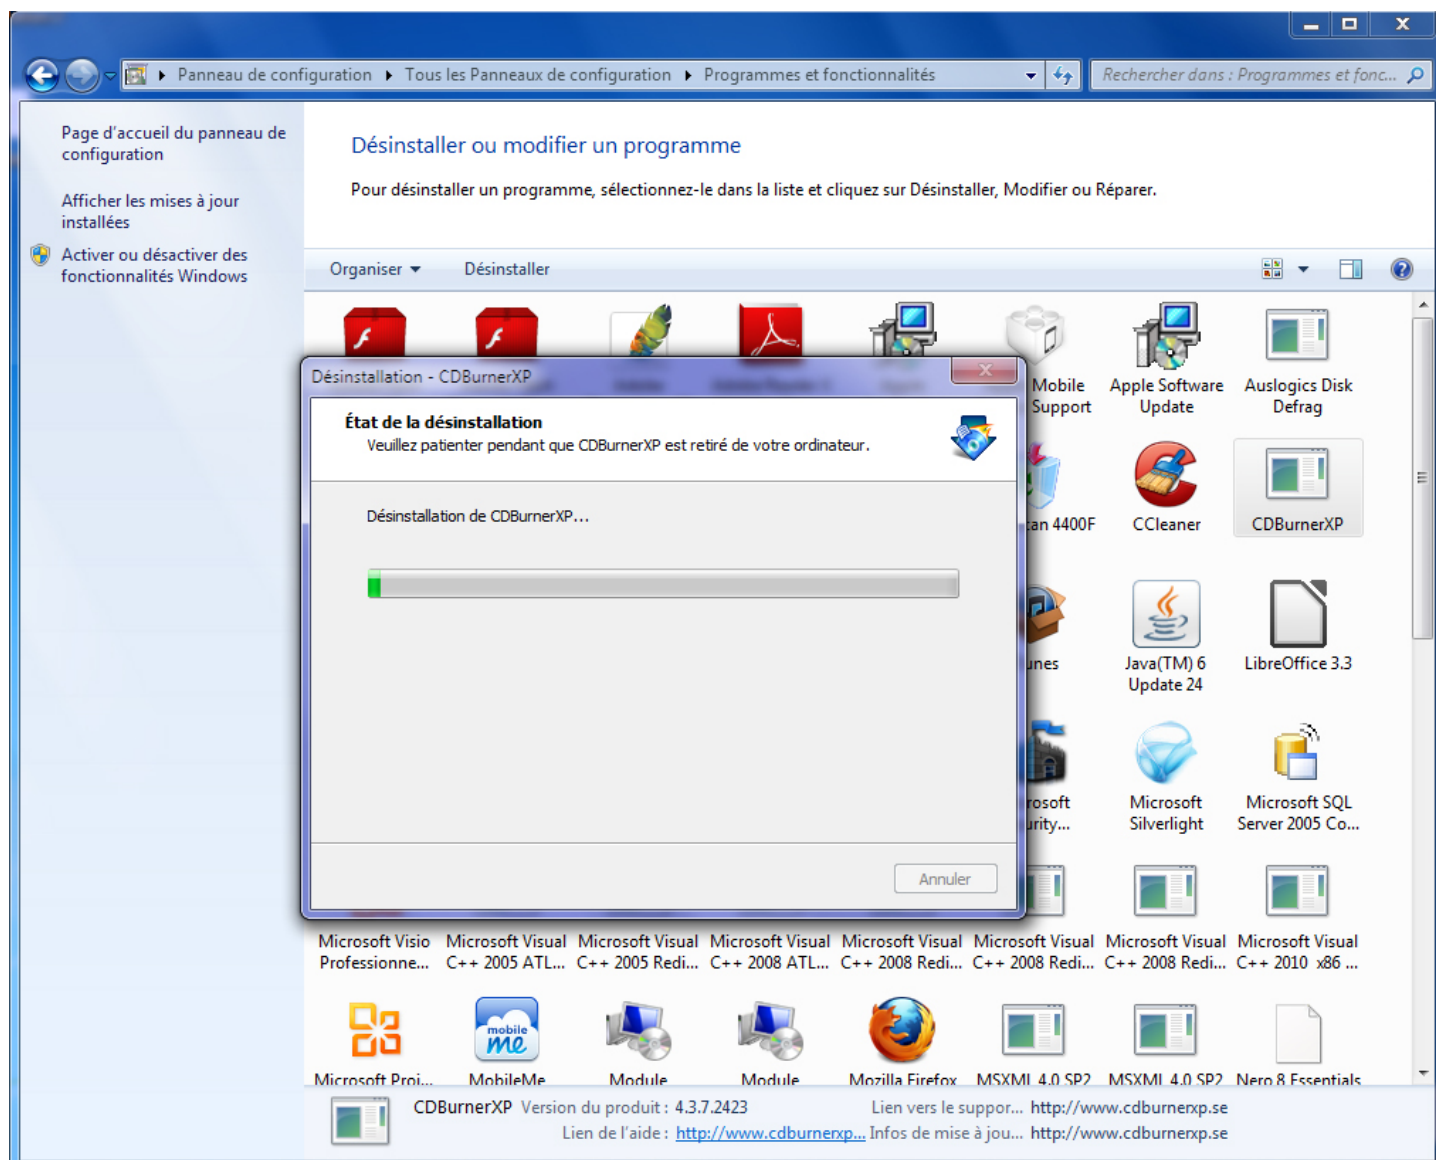 Panneau de configuration
Tous les Panneaux de configuration
Programmes et fonctionnalités
Rechercher dans : Programmes et fonc...
Page d'accueil du panneau de
configuration
Afficher les mises à jour
installées
Activer ou désactiver des
fonctionnalités Windows
Désinstaller ou modifier un programme
Pour désinstaller un programme, sélectionnez-le dans la liste et cliquez sur Désinstaller, Modifier ou Réparer.
Organiser
Désinstaller
Désinstallation - CDBurnerXP
État de la désinstallation
Veuillez patienter pendant que CDBurnerXP est retiré de votre ordinateur.
Désinstallation de CDBurnerXP...
Annuler
Mobile
Support
Apple Software
Update
Auslogics Disk
Defrag
can 4400F
CCleaner
CDBurnerXP
unes
Java(TM) 6
Update 24
LibreOffice 3.3
rosoft
urity...
Microsoft
Silverlight
Microsoft SQL
Server 2005 Co...
Microsoft Visio
Professionne...
Microsoft Visual
C++ 2005 ATL...
Microsoft Visual
C++ 2005 Redi...
Microsoft Visual
C++ 2008 ATL...
Microsoft Visual
C++ 2008 Redi...
Microsoft Visual
C++ 2008 Redi...
Microsoft Visual
C++ 2008 Redi...
Microsoft Visual
C++ 2010 x86 ...
mobile
me
Microsoft Proj...
MobileMe
Module
Module
Mozilla Firefox
MSXML 4.0 SP2
MSXML 4.0 SP2
Nero 8 Essentials
CDBurnerXP Version du produit : 4.3.7.2423 Lien vers le suppor... http://www.cdburnerxp.se
Lien de l'aide : http://www.cdburnerxp... Infos de mise à jou... http://www.cdburnerxp.se